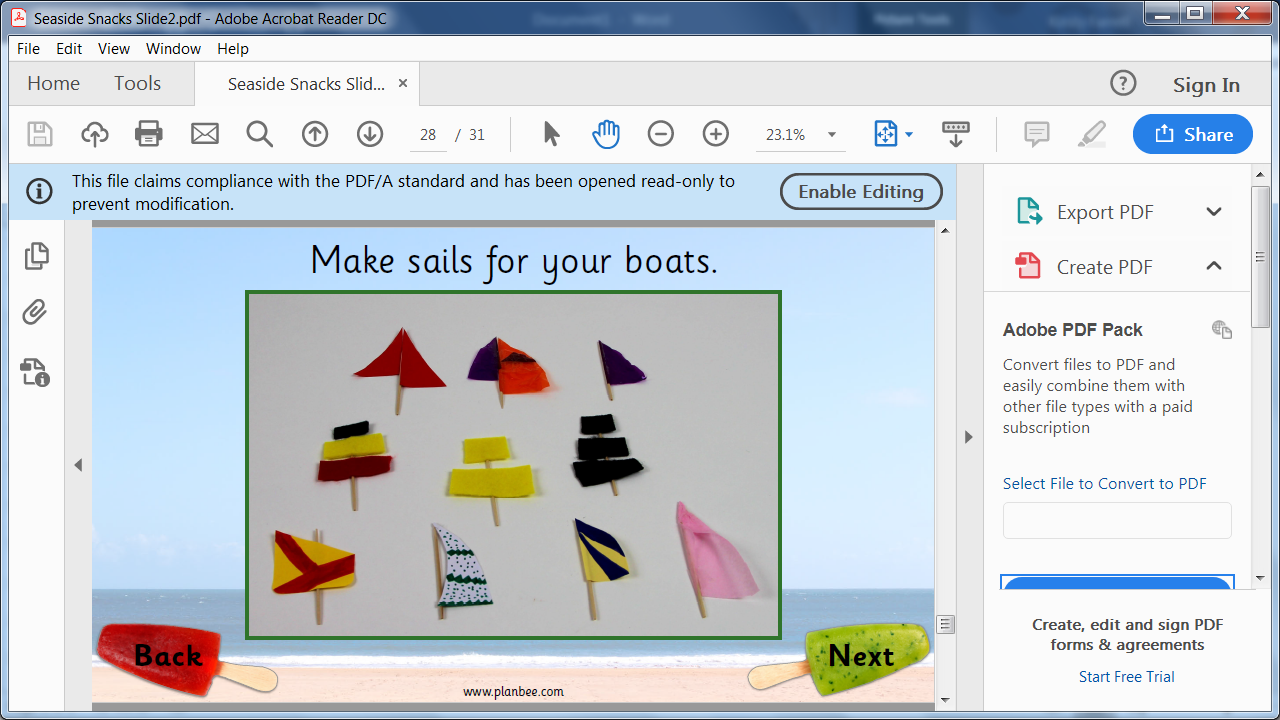 Seaside Snacks Slide2.pdf - Adobe Acrobat Reader DC
File Edit View Window Help
Home Tools Seaside Snacks Slid... × ? Sign In
28 / 31 23.1% Share
This file claims compliance with the PDF/A standard and has been opened read-only to
prevent modification.
Enable Editing
Make sails for your boats.
Back
Next
www.planbee.com
Export PDF
Create PDF
Adobe PDF Pack
Convert files to PDF and
easily combine them with
other file types with a paid
subscription
Select File to Convert to PDF
Create, edit and sign PDF
forms & agreements
Start Free Trial